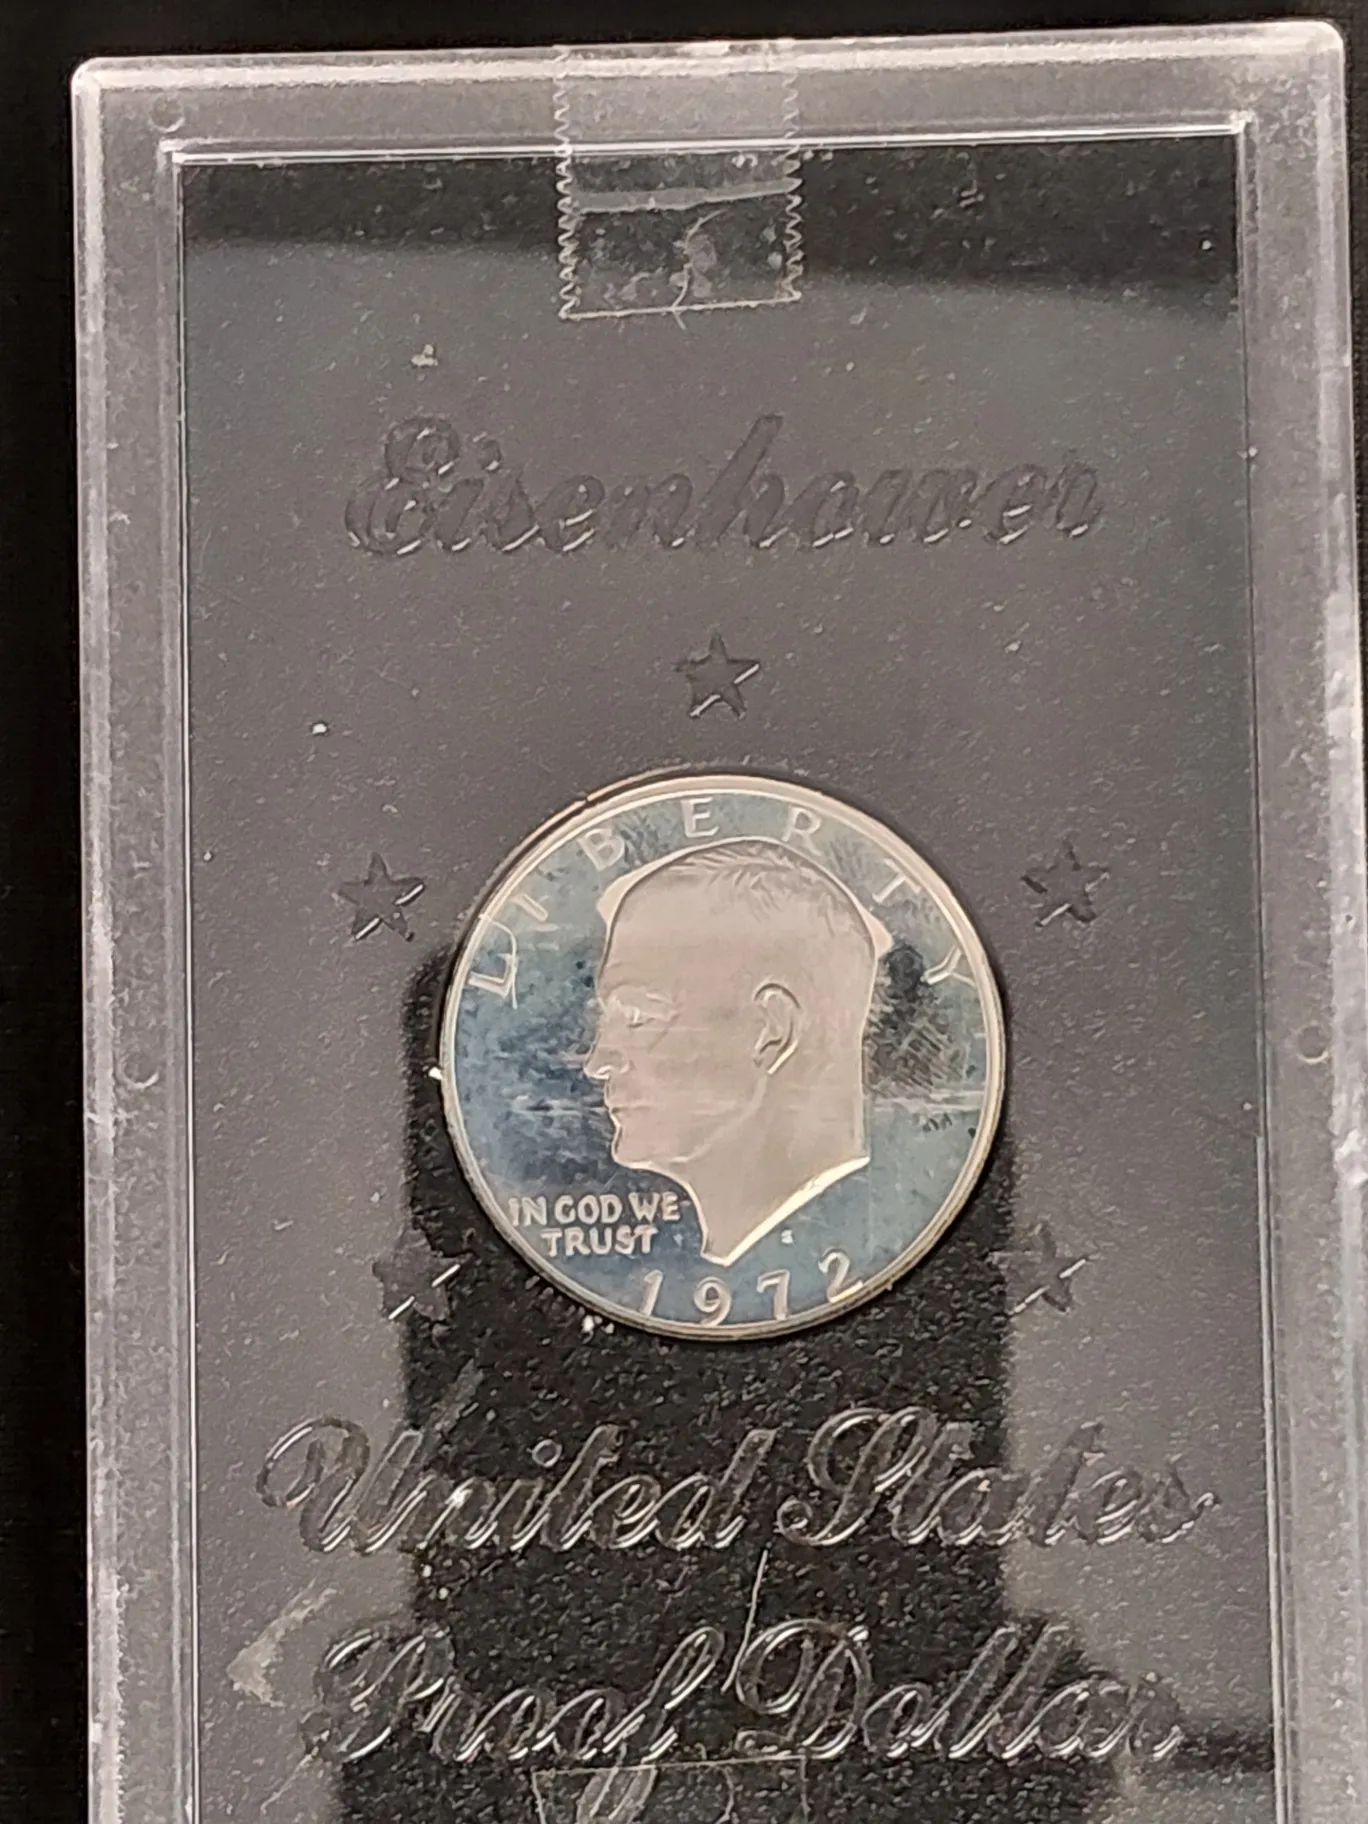 Eisenhower
LIBERTY
IN GOD WE
TRUST
S
1972
United States
Proof Dollar